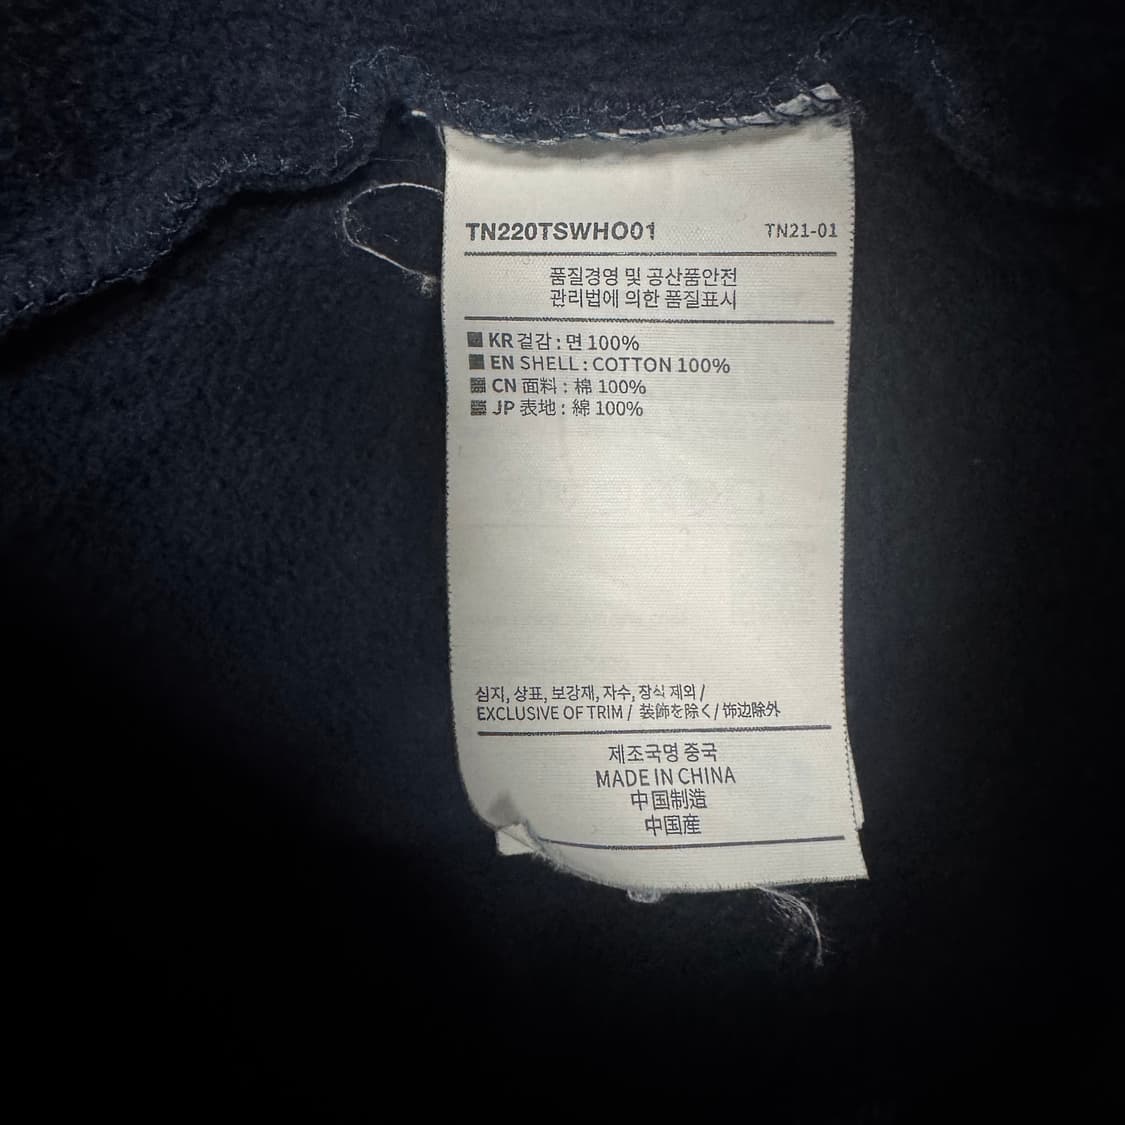 TN220TSWHO01 TN21-01
품질경영 및 공산품안전
관리법에 의한 품질표시
KR 겉감 : 면 100%
EN SHELL : COTTON 100%
CN 面料 : 棉 100%
JP 表地 : 綿 100%
심지, 상표, 보강재, 자수, 장식 제외 /
EXCLUSIVE OF TRIM / 装飾を除く / 饰边除外
제조국명 중국
MADE IN CHINA
中国制造
中国産